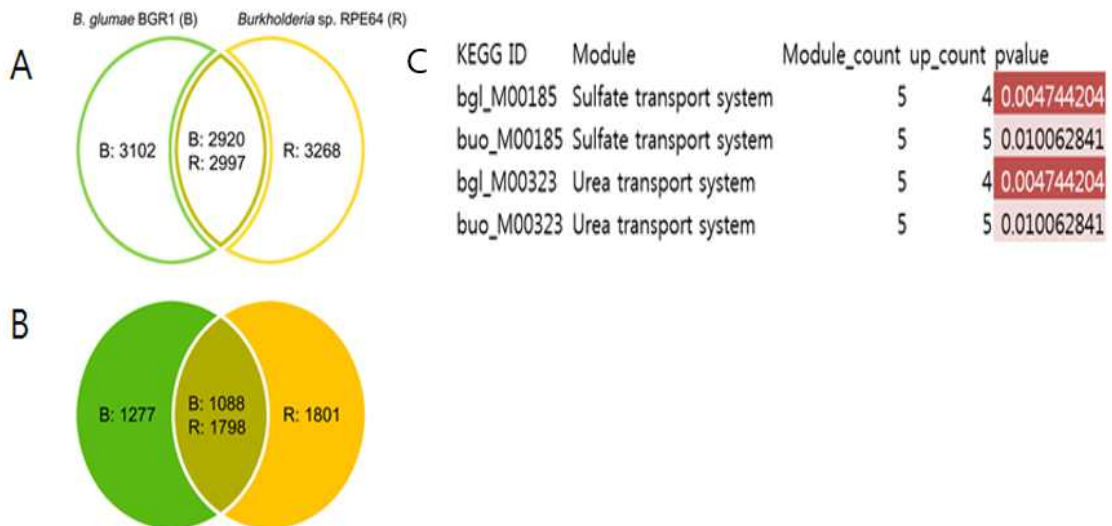 B. glumae BGR1 (B)
Burkholderia sp. RPE64 (R)
A
B: 3102
B: 2920
R: 2997
R: 3268
B
B: 1277
B: 1088
R: 1798
R: 1801
C
KEGG ID Module Module_count up_count pvalue
bgl_M00185 Sulfate transport system 5 4 0.004744204
buo_M00185 Sulfate transport system 5 5 0.010062841
bgl_M00323 Urea transport system 5 4 0.004744204
buo_M00323 Urea transport system 5 5 0.010062841